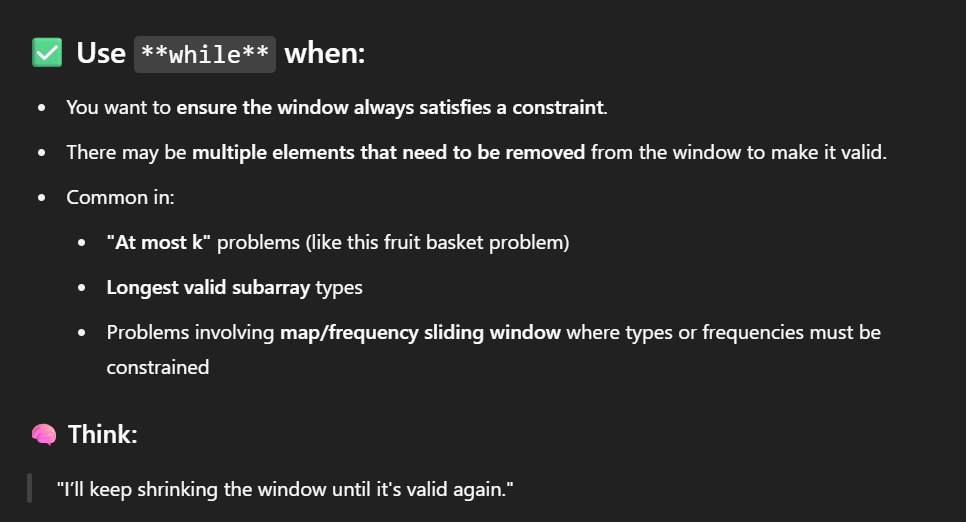 ✅ Use **while** when:
• You want to ensure the window always satisfies a constraint.
• There may be multiple elements that need to be removed from the window to make it valid.
• Common in:
• "At most k" problems (like this fruit basket problem)
• Longest valid subarray types
• Problems involving map/frequency sliding window where types or frequencies must be
constrained
🧠 Think:
"I'll keep shrinking the window until it's valid again."